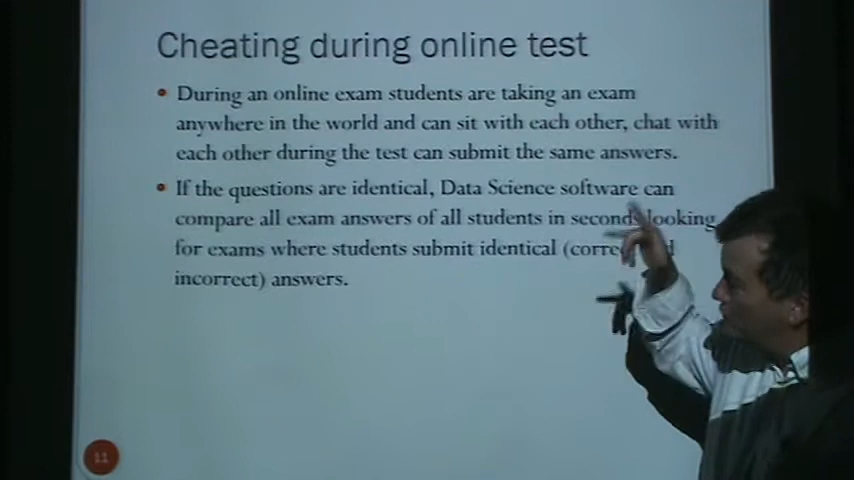 Cheating during online test
During an online exam students are taking an exam
anywhere in the world and can sit with each other, chat with
each other during the test can submit the same answers.
If the questions are identical, Data Science software can
compare all exam answers of all students in seconds looking
for exams where students submit identical
incorrect) answers.
11